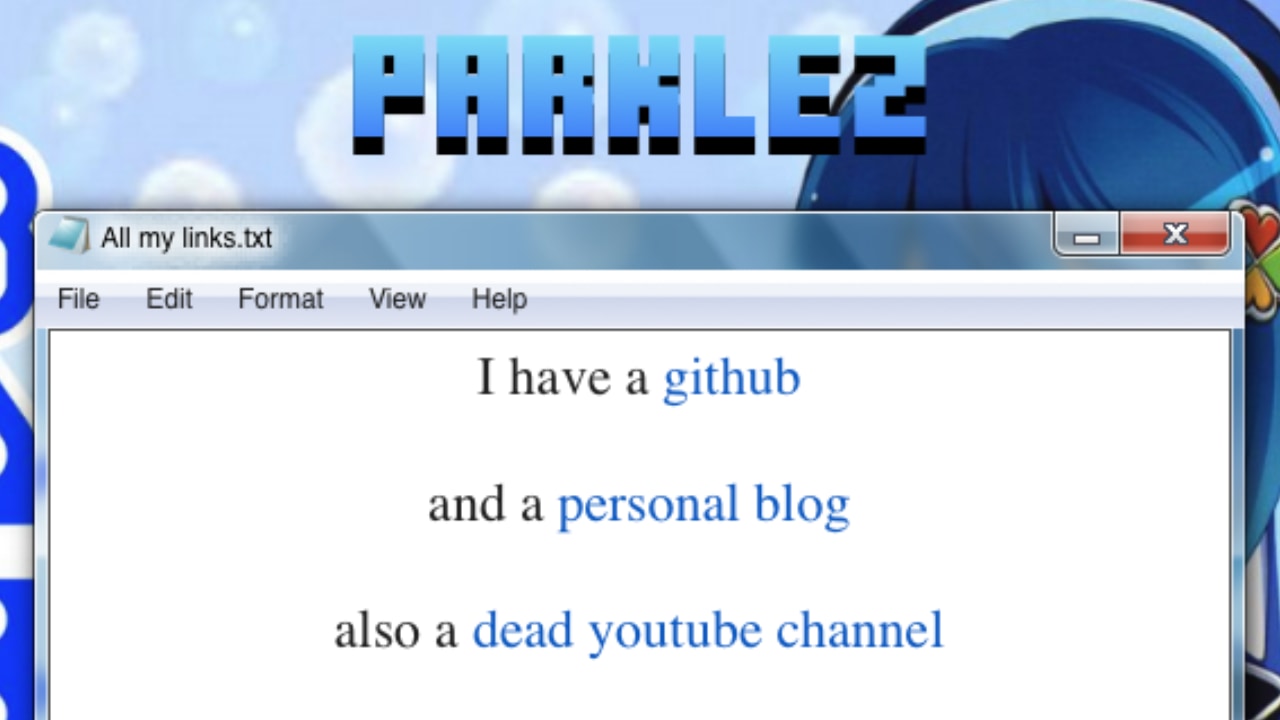 PARKLEZ
All my links.txt
File Edit Format View Help
I have a github
and a personal blog
also a dead youtube channel